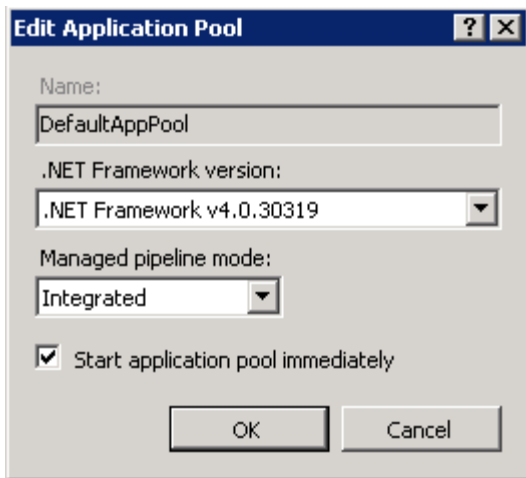 Edit Application Pool
Name:
DefaultAppPool
.NET Framework version:
.NET Framework v4.0.30319
Managed pipeline mode:
Integrated
Start application pool immediately
OK Cancel